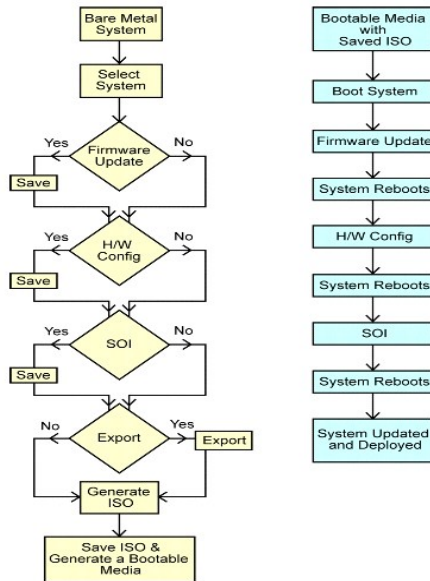 Bare Metal
System
Select
System
Yes
No
Firmware
Update
Save
Yes
No
H/W
Config
Save
Yes
No
SOI
Save
No
Yes
Export
Export
Generate
ISO
Save ISO &
Generate a Bootable
Media
Bootable Media
with
Saved ISO
Boot System
Firmware Update
System Reboots
H/W Config
System Reboots
SOI
System Reboots
System Updated
and Deployed